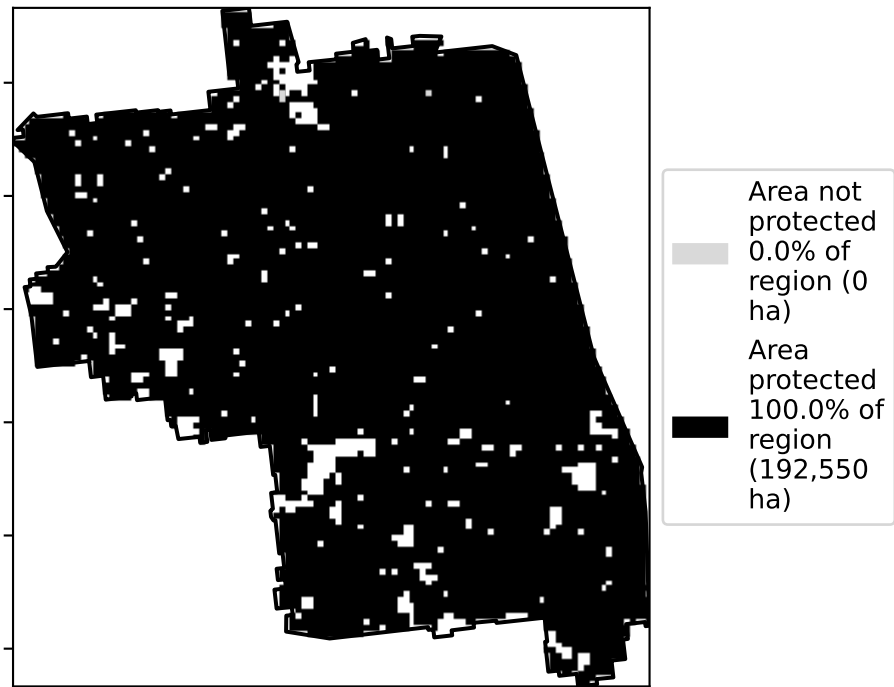 Area not
protected
0.0% of
region (0
ha)
Area
protected
100.0% of
region
(192,550
ha)